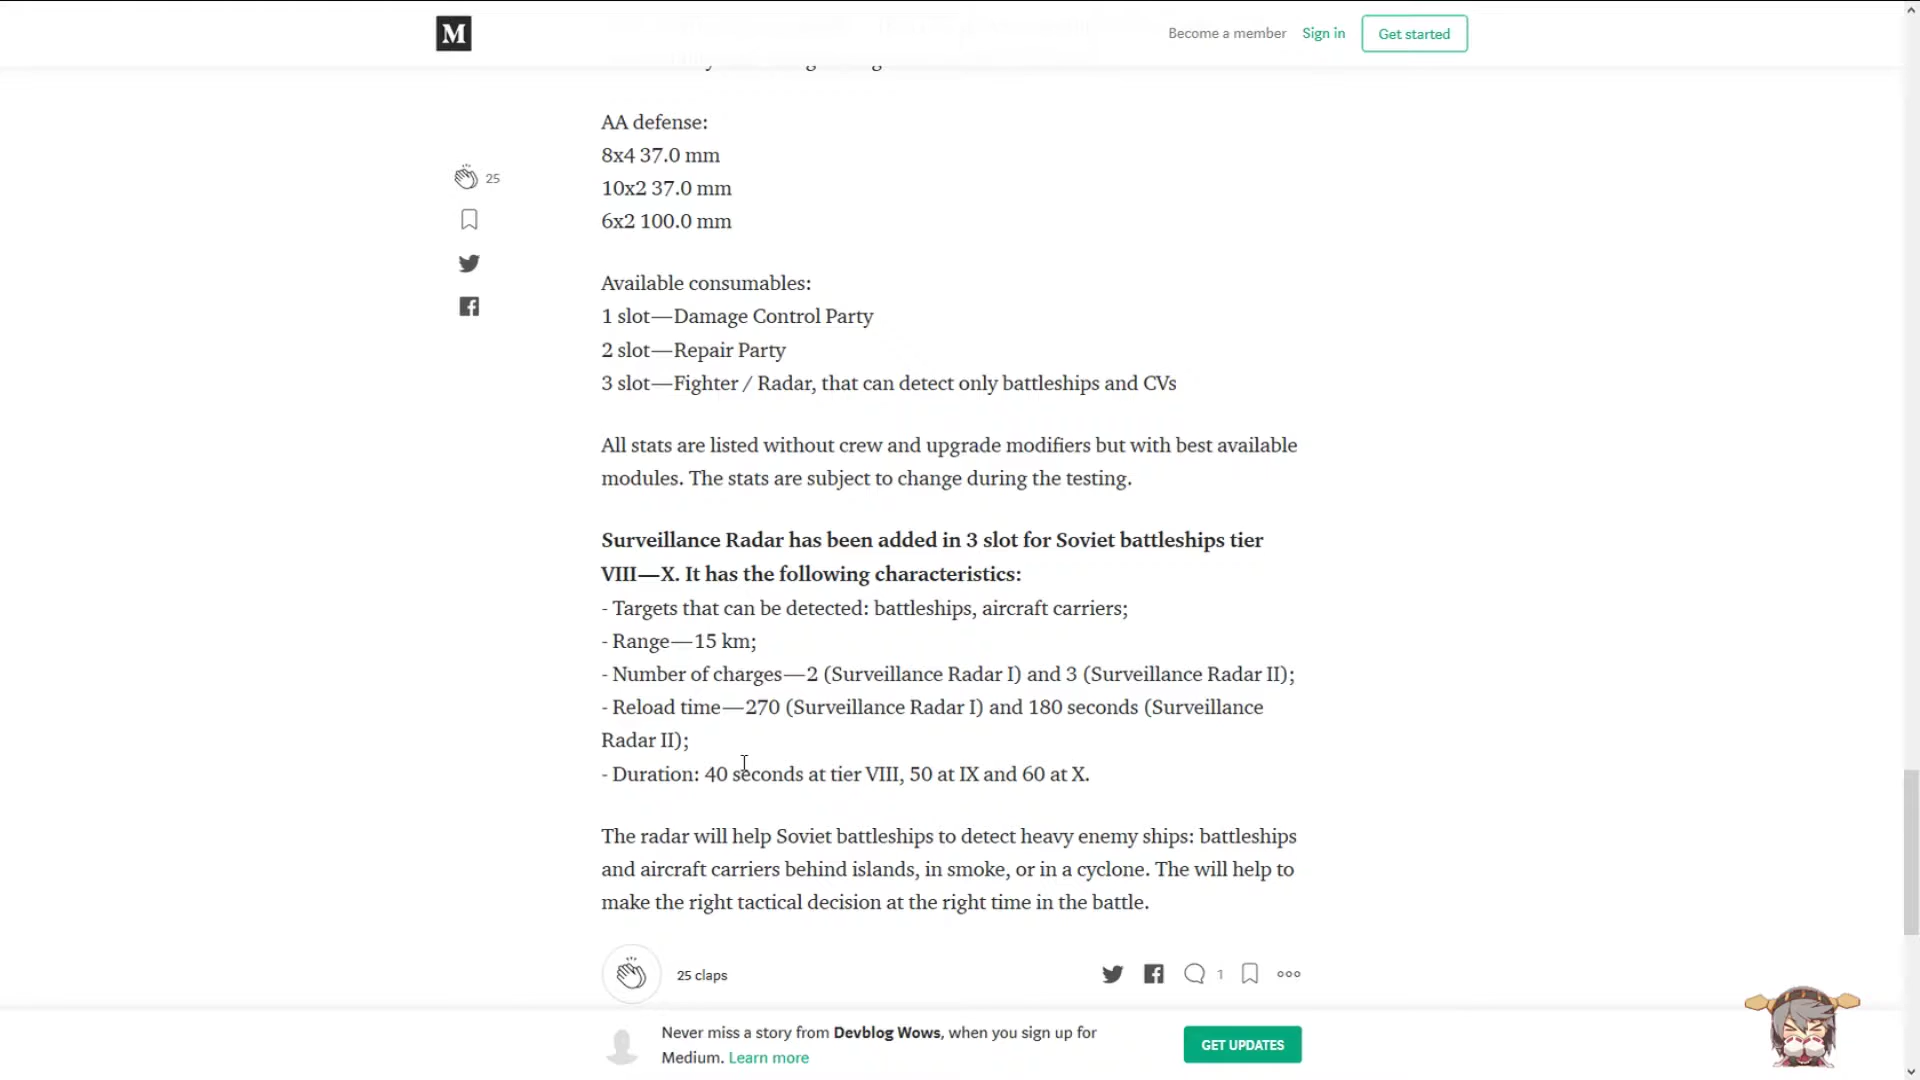 M
Become a member
Sign in
Get started
25
AA defense:
8x4 37.0 mm
10x2 37.0 mm
6x2 100.0 mm
Available consumables:
1 slot — Damage Control Party
2 slot — Repair Party
3 slot — Fighter / Radar, that can detect only battleships and CVs
All stats are listed without crew and upgrade modifiers but with best available
modules. The stats are subject to change during the testing.
Surveillance Radar has been added in 3 slot for Soviet battleships tier
VIII — X. It has the following characteristics:
- Targets that can be detected: battleships, aircraft carriers;
- Range — 15 km;
- Number of charges — 2 (Surveillance Radar I) and 3 (Surveillance Radar II);
- Reload time — 270 (Surveillance Radar I) and 180 seconds (Surveillance
Radar II);
- Duration: 40 seconds at tier VIII, 50 at IX and 60 at X.
The radar will help Soviet battleships to detect heavy enemy ships: battleships
and aircraft carriers behind islands, in smoke, or in a cyclone. The will help to
make the right tactical decision at the right time in the battle.
25 claps
1
Never miss a story from Devblog Wows, when you sign up for
Medium. Learn more
GET UPDATES